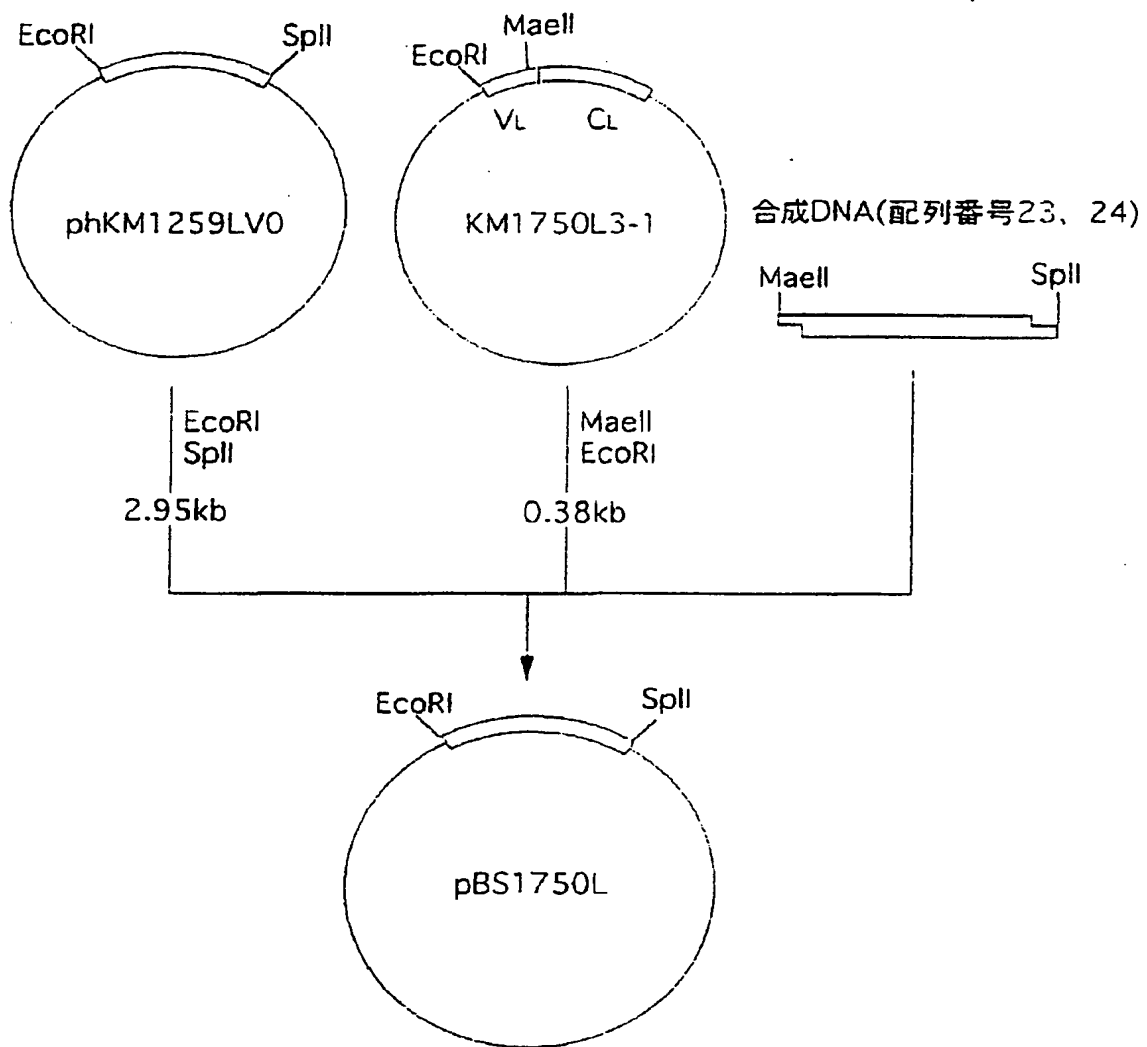 EcoRI
SplI
phKM1259LV0
EcoRI
MaeII
VL
CL
KM1750L3-1
合成DNA(配列番号23、24)
MaeII
SplI
EcoRI
SplI
2.95kb
MaeII
EcoRI
0.38kb
EcoRI
SplI
pBS1750L